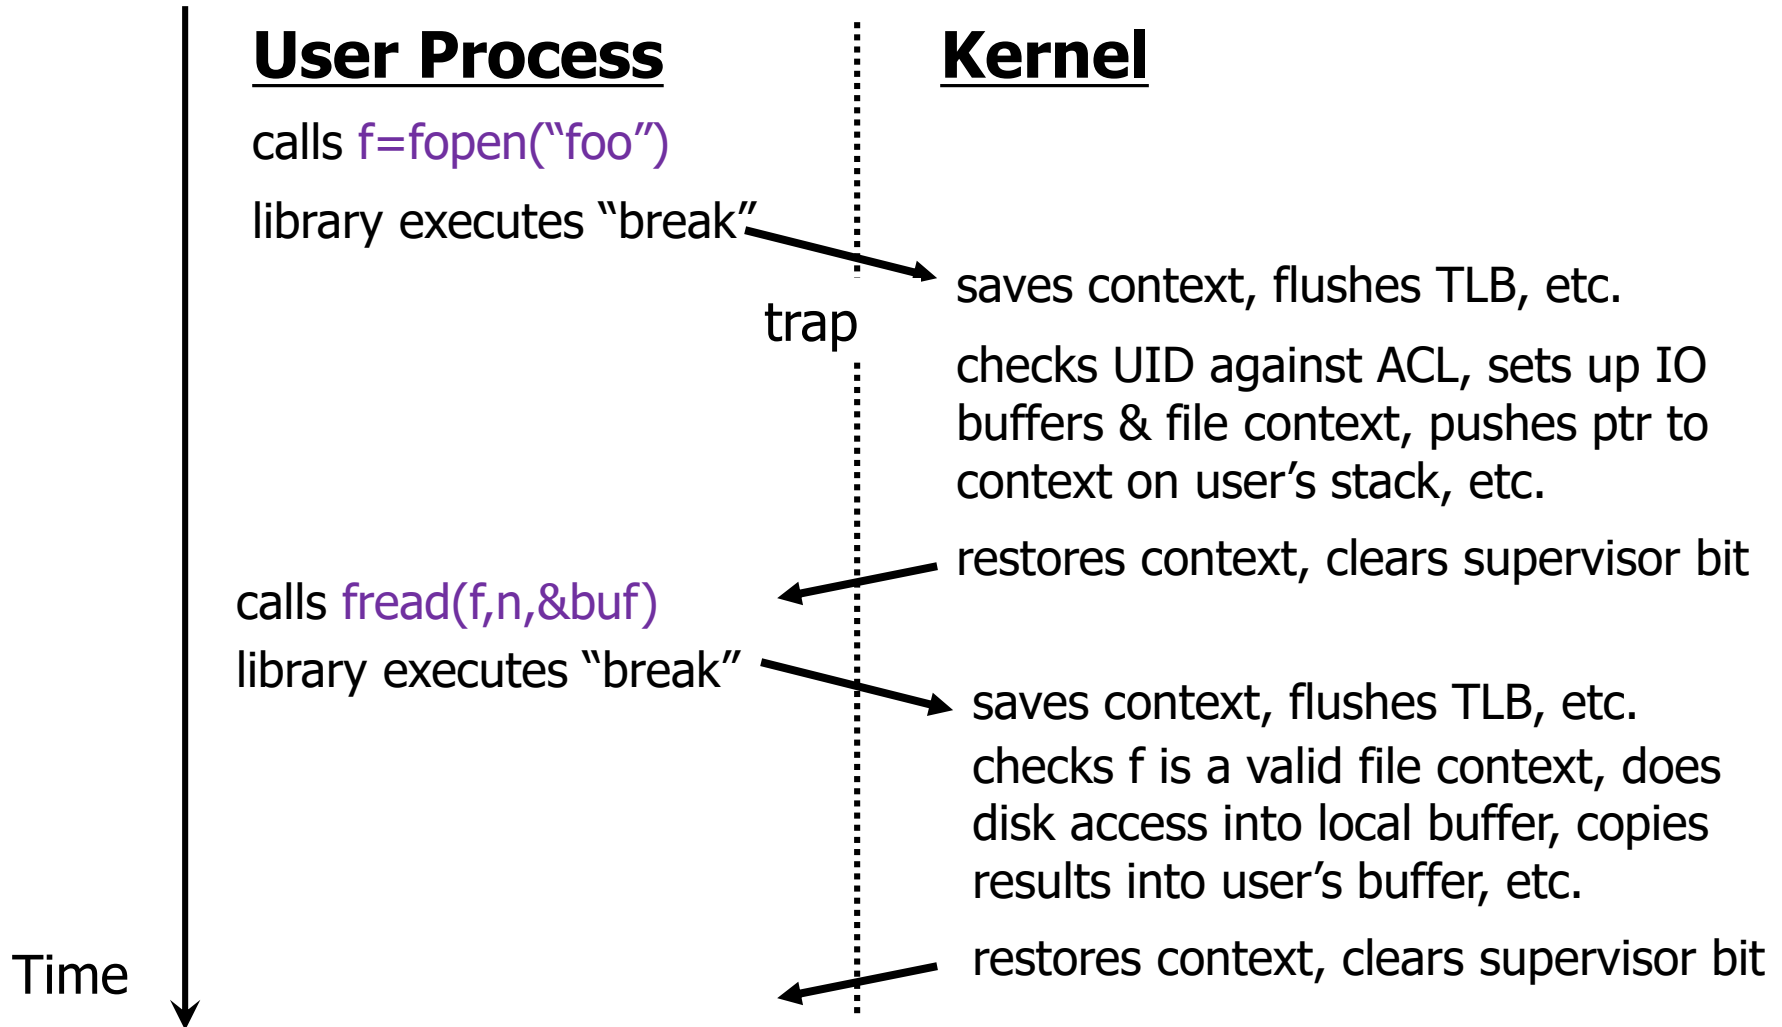 User Process
Kernel
calls f=fopen(“foo”)
library executes “break”
trap
saves context, flushes TLB, etc.
checks UID against ACL, sets up IO
buffers & file context, pushes ptr to
context on user’s stack, etc.
restores context, clears supervisor bit
calls fread(f,n,&buf)
library executes “break”
saves context, flushes TLB, etc.
checks f is a valid file context, does
disk access into local buffer, copies
results into user’s buffer, etc.
restores context, clears supervisor bit
Time